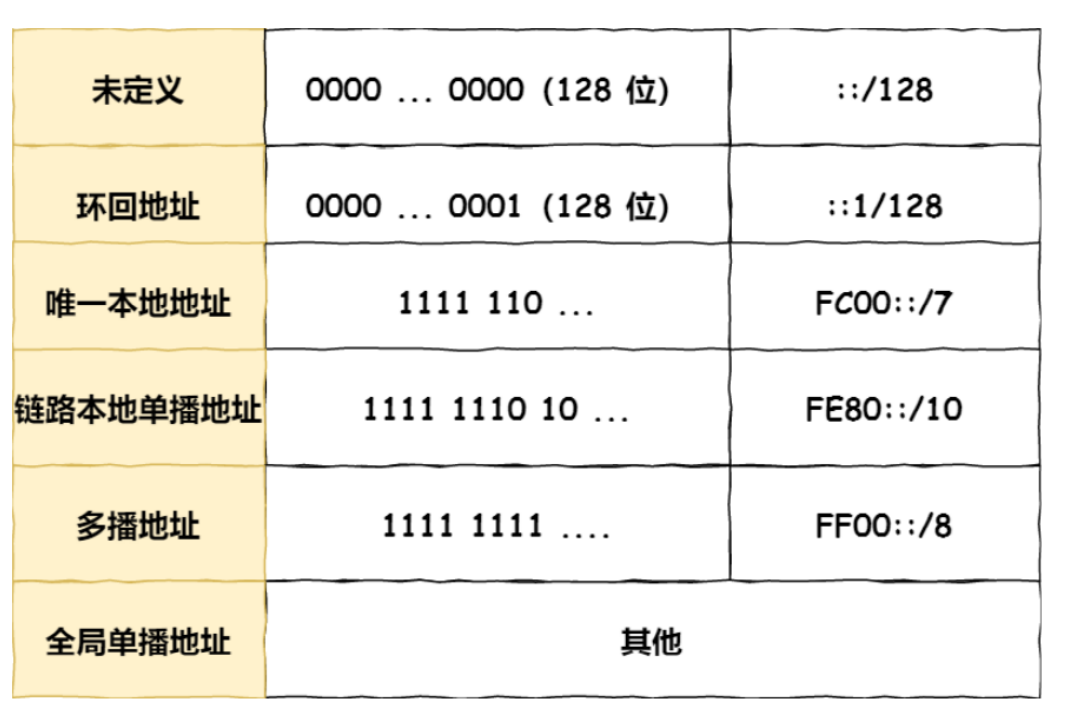 未定义 0000 ... 0000 (128 位) ::/128
环回地址 0000 ... 0001 (128 位) ::1/128
唯一本地地址 1111 110 ... FC00::/7
链路本地单播地址 1111 1110 10 ... FE80::/10
多播地址 1111 1111 .... FF00::/8
全局单播地址 其他